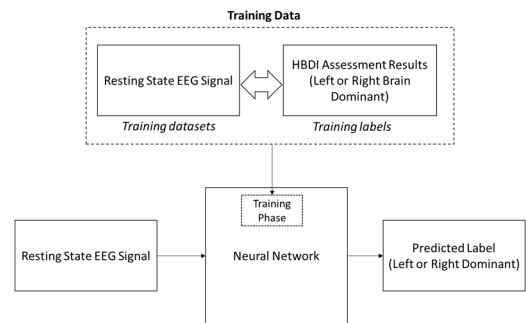 Training Data
Resting State EEG Signal
HBDI Assessment Results
(Left or Right Brain
Dominant)
Training datasets
Training labels
Training
Phase
Resting State EEG Signal
Neural Network
Predicted Label
(Left or Right Dominant)